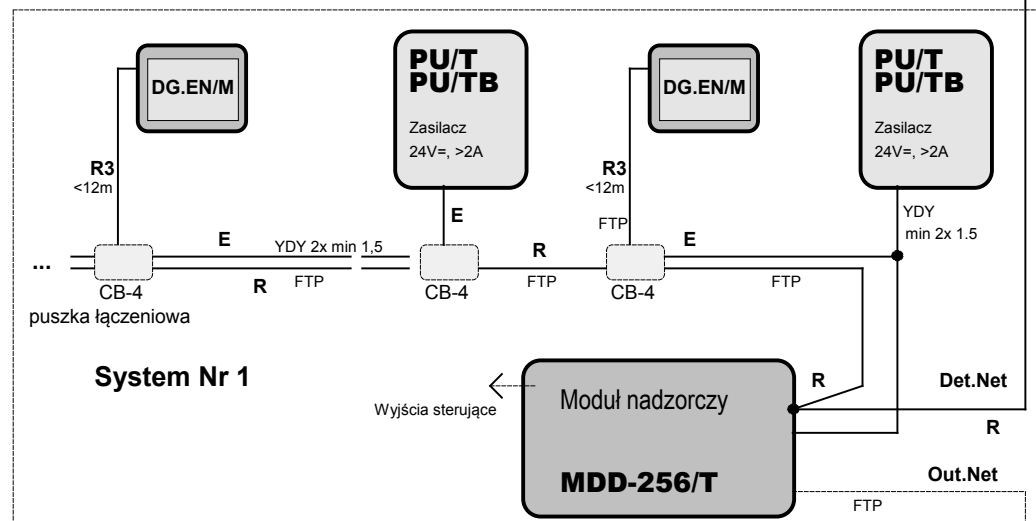 DG.EN/M
PU/T
PU/TB
Zasilacz
24V=, >2A
DG.EN/M
PU/T
PU/TB
Zasilacz
24V=, >2A
R3
<12m
E
R3
<12m
FTP
YDY
min 2x 1.5
E
YDY 2x min 1,5
R
E
...
R
FTP
FTP
FTP
CB-4
CB-4
CB-4
puszka łączeniowa
System Nr 1
Wyjścia sterujące
Moduł nadzorczy
MDD-256/T
R
Det.Net
R
Out.Net
FTP